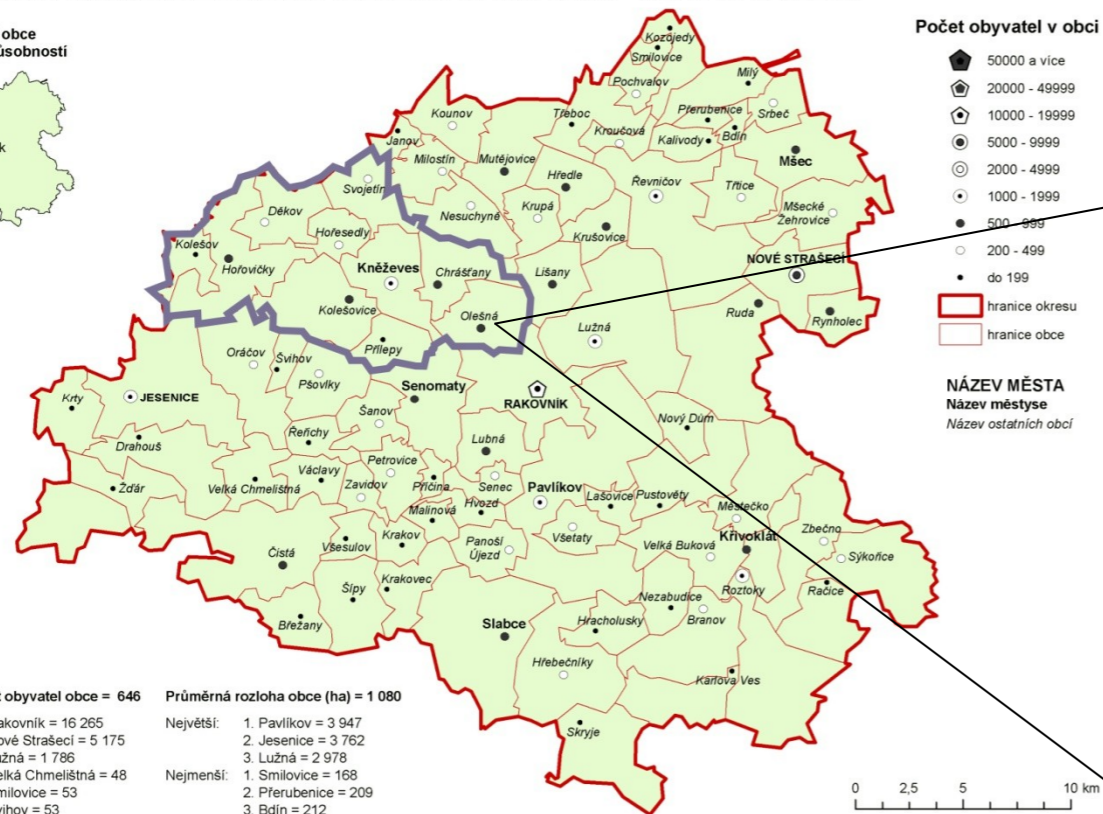 obce
ůsobností
k
Počet obyvatel v obci
50000 a více
20000 - 49999
10000 - 19999
5000 - 9999
2000 - 4999
1000 - 1999
500 - 999
200 - 499
do 199
hranice okresu
hranice obce
NÁZEV MĚSTA
Název městyse
Název ostatních obcí
Kozojedy
Smilovice
Pochvalov
Milý
Srbeč
Kounov
Třeboc
Přerubenice
Kroučová
Bdín
Kalivody
Janov
Milostín
Mutějovice
Mšec
Svojetín
Hředle
Řevničov
Třtice
Děkov
Nesuchyně
Krupá
Msecké
Žehrovice
Hořesedly
Krušovice
Kolešov
Hořovičky
Kněževes
Chrášťany
Lišany
NOVÉ STRAŠECÍ
Kolešovice
Olešná
Ruda
Rynholec
Lužná
Přílepy
Oráčov
Švihov
Pšovlky
Senomaty
RAKOVNÍK
Krty
JESENICE
Šanov
Nový Dům
Drahouš
Řeřichy
Lubná
Petrovice
Žďár
Velká Chmelištná
Václavy
Zavidov
Příčina
Senec
Pavlíkov
Lašovice
Pustověty
Malinová
Hvozd
Městečko
Zbečno
Všetaty
Křivoklát
Všesulov
Krakov
Panoší
Újezd
Velká Buková
Sýkořice
Čistá
Roztoky
Račice
Šípy
Krakovec
Nezabudice
Branov
Břežany
Slabce
Hracholusky
Hřebečníky
Karlova Ves
Skryje
t obyvatel obce = 646
akovník = 16 265
ové Strašecí = 5 175
užná = 1 786
elká Chmelištná = 48
milovice = 53
vihov = 53
Průměrná rozloha obce (ha) = 1 080
Největší: 1. Pavlíkov = 3 947
2. Jesenice = 3 762
3. Lužná = 2 978
Nejmenší: 1. Smilovice = 168
2. Přerubenice = 209
3. Bdín = 212
0 2,5 5 10 km